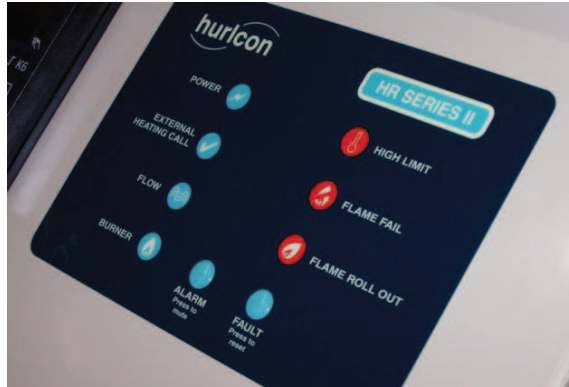 hurlcon
HR SERIES II
POWER
EXTERNAL
HEATING CALL
FLOW
BURNER
HIGH LIMIT
FLAME FAIL
FLAME ROLL OUT
ALARM
Press to
mute
FAULT
Press to
reset